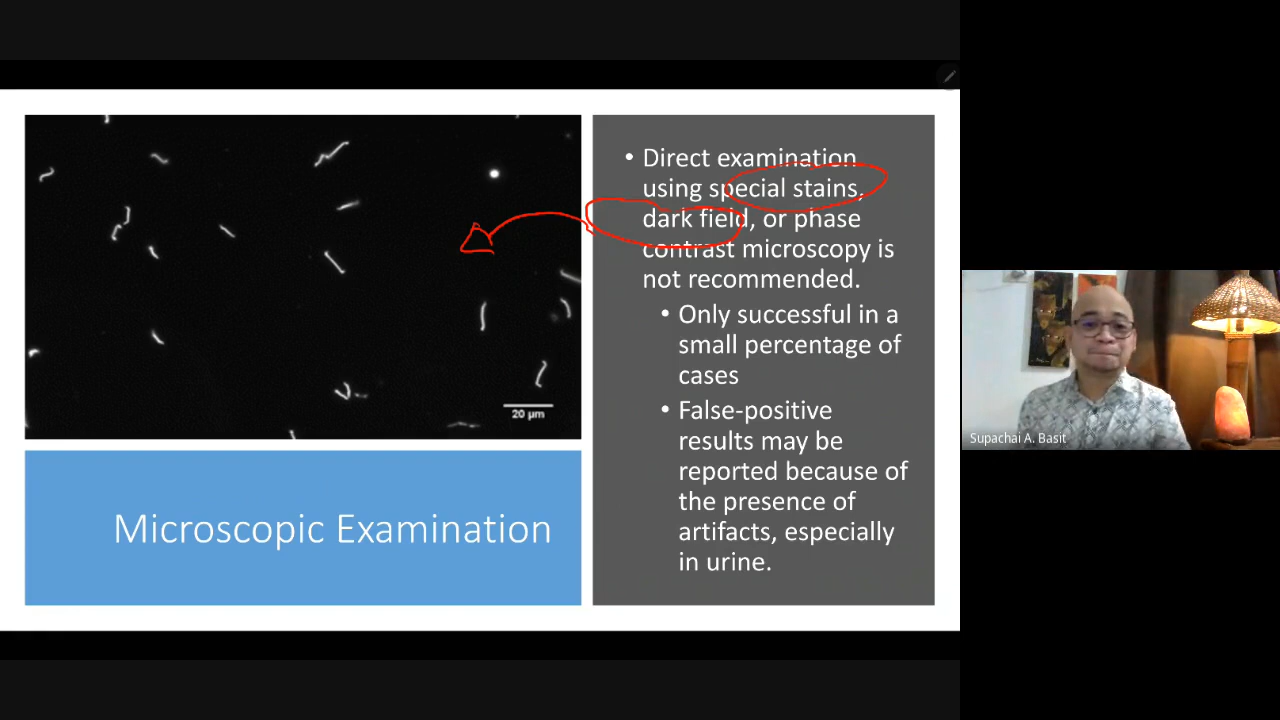 20 µm
Microscopic Examination
• Direct examination
using special stains,
dark field, or phase
contrast microscopy is
not recommended.
• Only successful in a
small percentage of
cases
• False-positive
results may be
reported because of
the presence of
artifacts, especially
in urine.
Supachai A. Basit